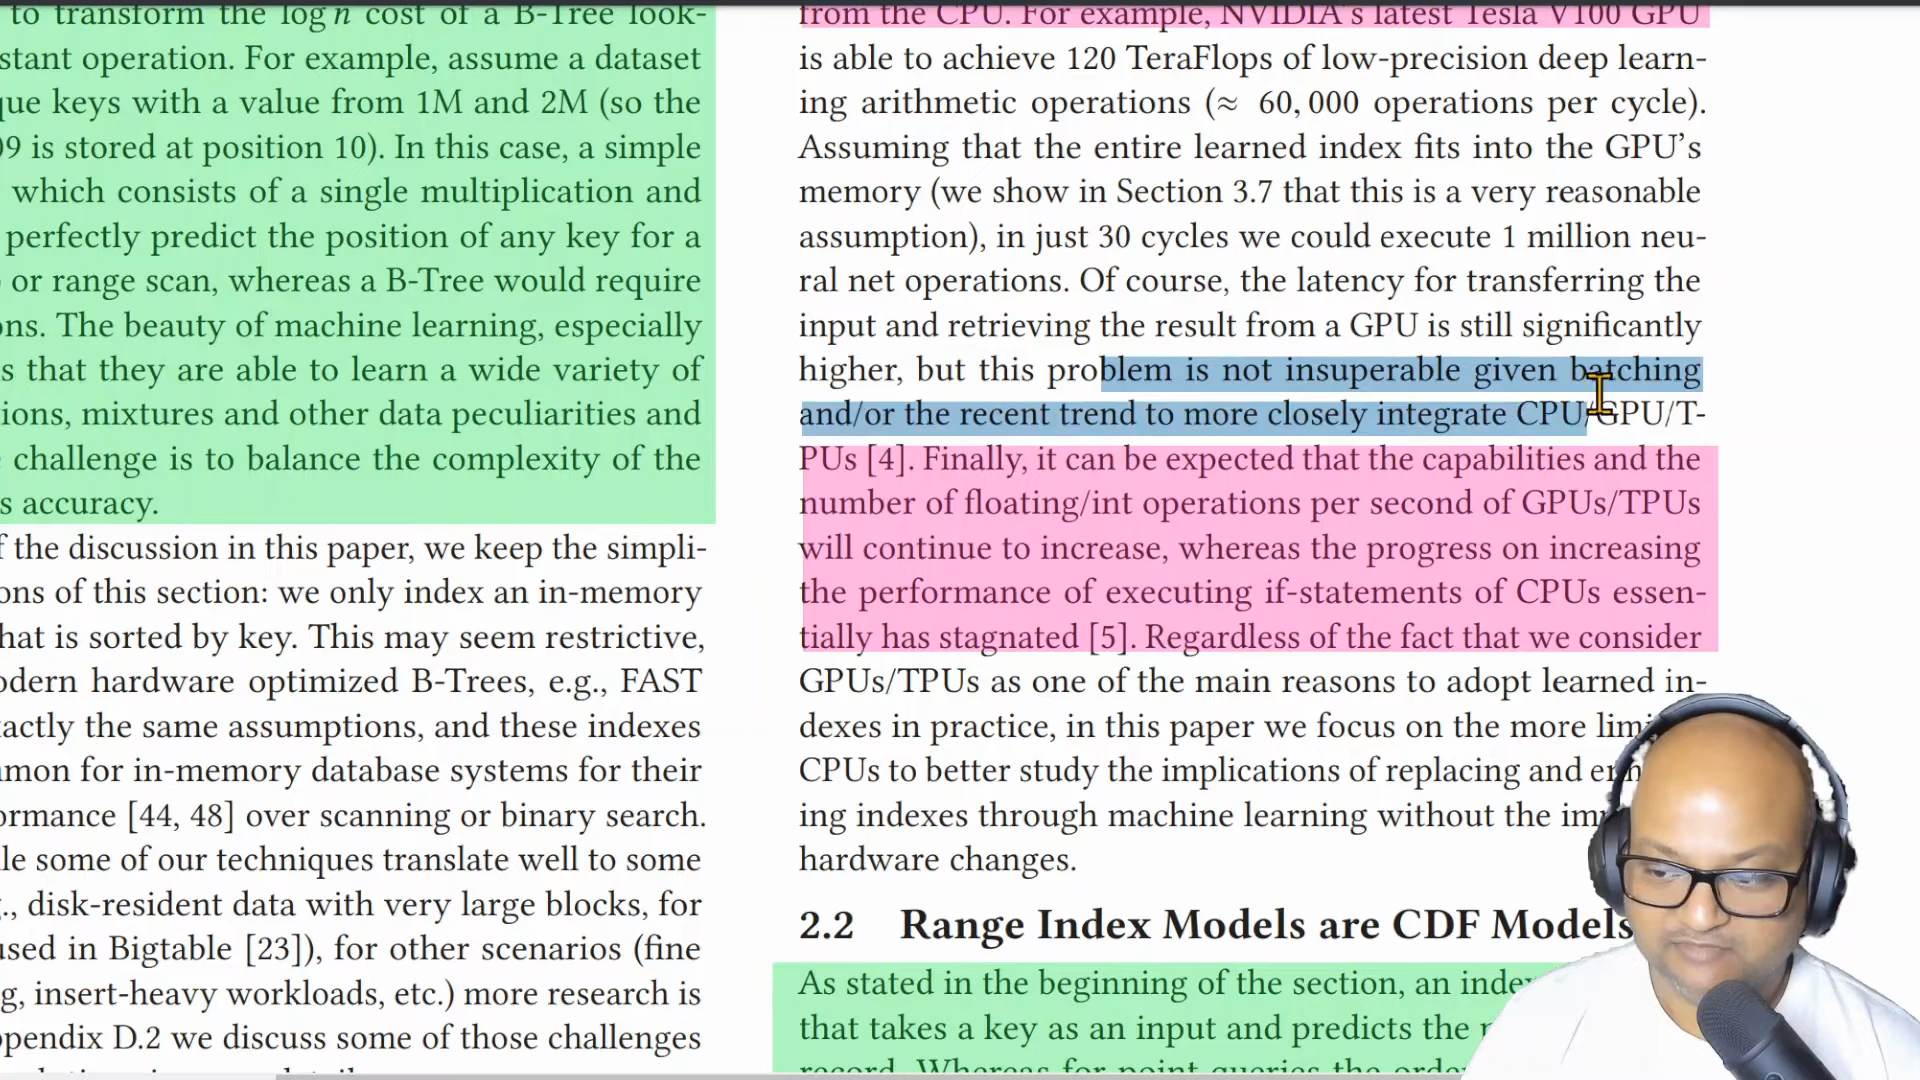 to transform the log n cost of a B-Tree look-
stant operation. For example, assume a dataset
que keys with a value from 1M and 2M (so the
09 is stored at position 10). In this case, a simple
which consists of a single multiplication and
perfectly predict the position of any key for a
or range scan, whereas a B-Tree would require
ons. The beauty of machine learning, especially
s that they are able to learn a wide variety of
ions, mixtures and other data peculiarities and
challenge is to balance the complexity of the
s accuracy.
f the discussion in this paper, we keep the simpli-
ons of this section: we only index an in-memory
hat is sorted by key. This may seem restrictive,
odern hardware optimized B-Trees, e.g., FAST
xactly the same assumptions, and these indexes
mmon for in-memory database systems for their
ormance [44, 48] over scanning or binary search.
le some of our techniques translate well to some
., disk-resident data with very large blocks, for
used in Bigtable [23]), for other scenarios (fine
g, insert-heavy workloads, etc.) more research is
ppendix D.2 we discuss some of those challenges
from the CPU. For example, NVIDIA's latest Tesla V100 GPU
is able to achieve 120 TeraFlops of low-precision deep learn-
ing arithmetic operations (≈ 60,000 operations per cycle).
Assuming that the entire learned index fits into the GPU's
memory (we show in Section 3.7 that this is a very reasonable
assumption), in just 30 cycles we could execute 1 million neu-
ral net operations. Of course, the latency for transferring the
input and retrieving the result from a GPU is still significantly
higher, but this problem is not insuperable given batching
and/or the recent trend to more closely integrate CPU/GPU/T-
PUs [4]. Finally, it can be expected that the capabilities and the
number of floating/int operations per second of GPUs/TPUs
will continue to increase, whereas the progress on increasing
the performance of executing if-statements of CPUs essen-
tially has stagnated [5]. Regardless of the fact that we consider
GPUs/TPUs as one of the main reasons to adopt learned in-
dexes in practice, in this paper we focus on the more lim
CPUs to better study the implications of replacing and en
ing indexes through machine learning without the im
hardware changes.
2.2 Range Index Models are CDF Models
As stated in the beginning of the section, an inde
that takes a key as an input and predicts the
record. Whereas for point queries the orde